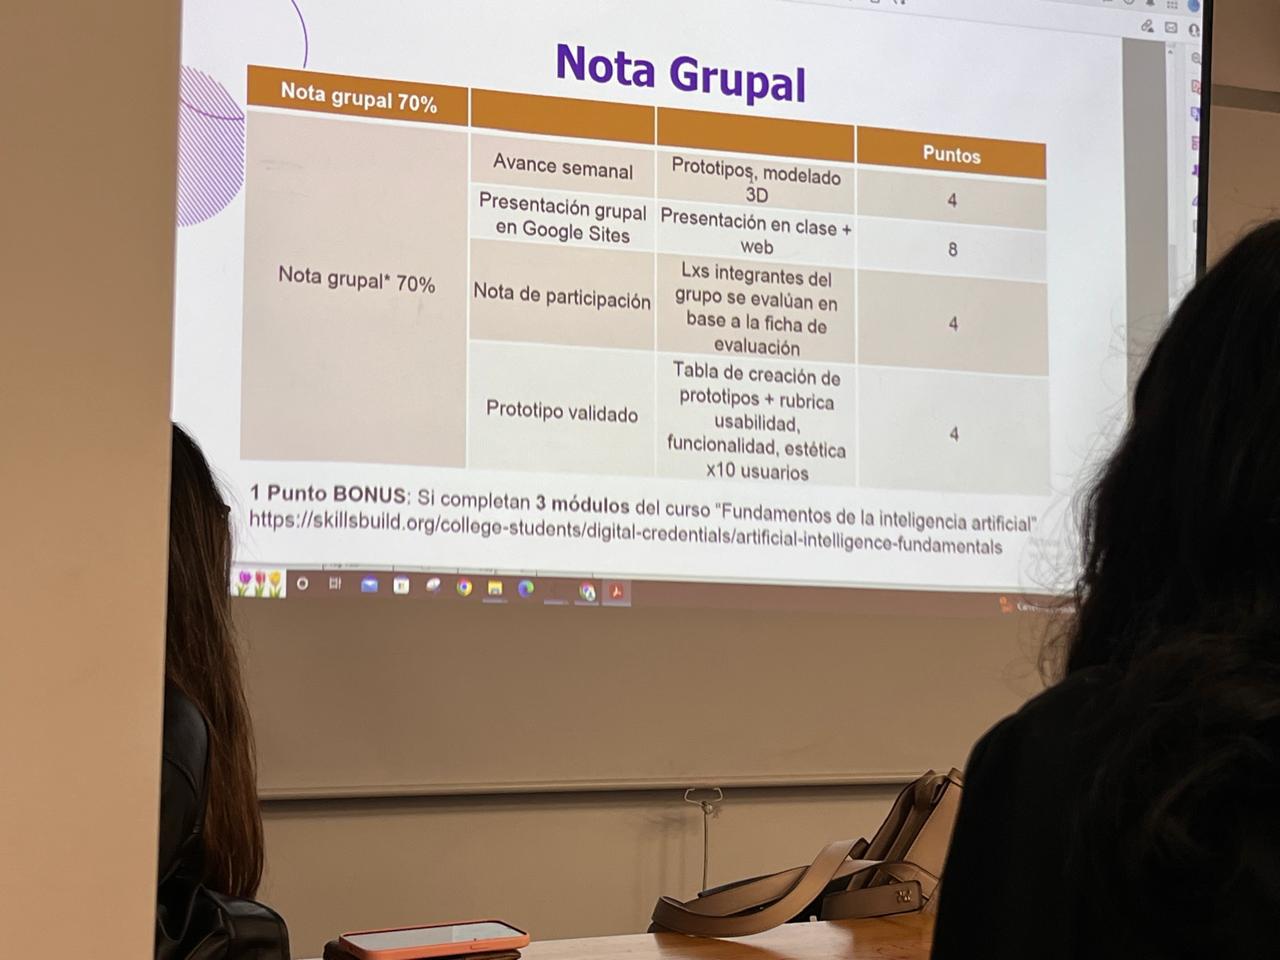 Nota Grupal
Nota grupal 70%
Puntos
Nota grupal* 70%
Avance semanal
Prototipos, modelado
3D
4
Presentación grupal
en Google Sites
Presentación en clase +
web
8
Nota de participación
Lxs integrantes del
grupo se evalúan en
base a la ficha de
evaluación
4
Prototipo validado
Tabla de creación de
prototipos + rubrica
usabilidad,
funcionalidad, estética
x10 usuarios
4
1 Punto BONUS: Si completan 3 módulos del curso "Fundamentos de la inteligencia artificial"
https://skillsbuild.org/college-students/digital-credentials/artificial-intelligence-fundamentals